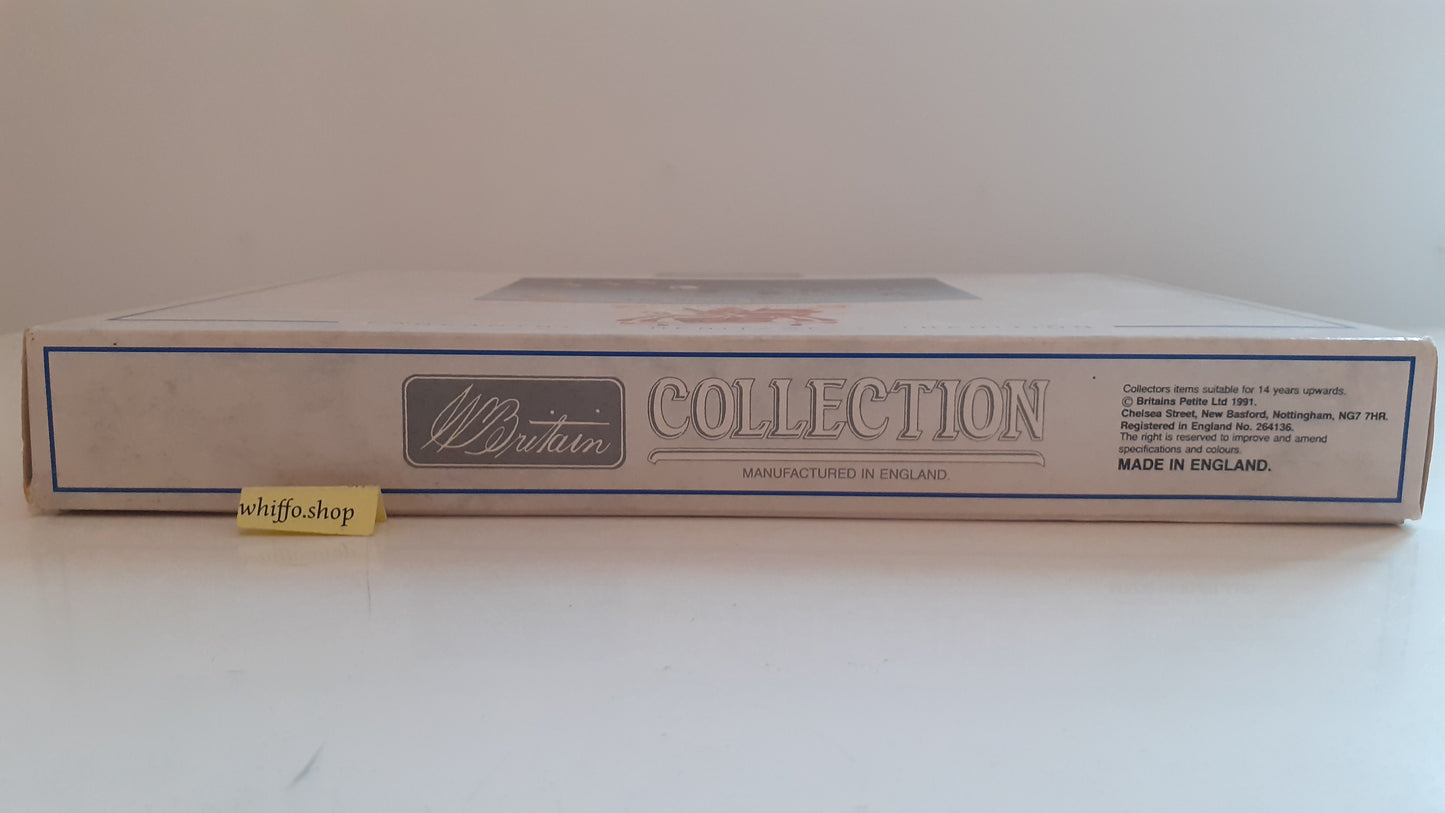 W Britain
COLLECTION
MANUFACTURED IN ENGLAND.
Collectors items suitable for 14 years upwards.
© Britains Petite Ltd 1991.
Chelsea Street, New Basford, Nottingham, NG7 7HR.
Registered in England No. 264136.
The right is reserved to improve and amend
specifications and colours.
MADE IN ENGLAND.
whiffo.shop